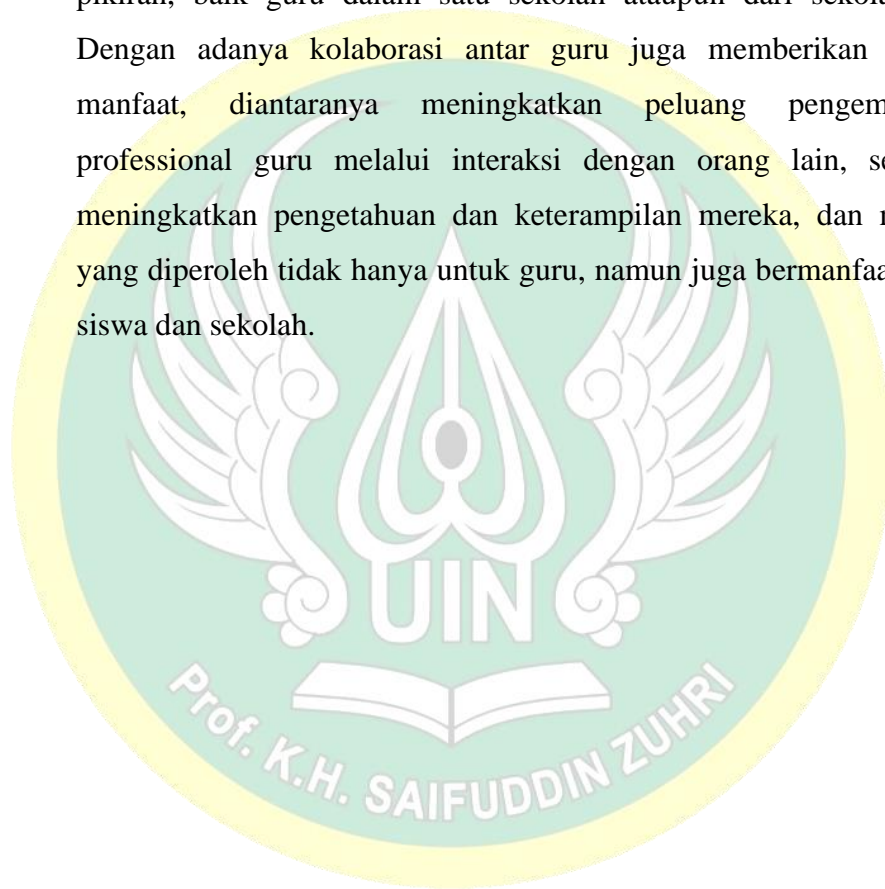 pikiran, baik guru dalam satu sekolah ataupun dari
Dengan adanya kolaborasi antar guru juga memberikan
manfaat, diantaranya meningkatkan peluang
professional guru melalui interaksi dengan orang lain,
meningkatkan pengetahuan dan keterampilan mereka, dan
yang diperoleh tidak hanya untuk guru, namun juga
siswa dan sekolah.
UIN
Prof. K.H. SAIFUDDIN ZUHRI